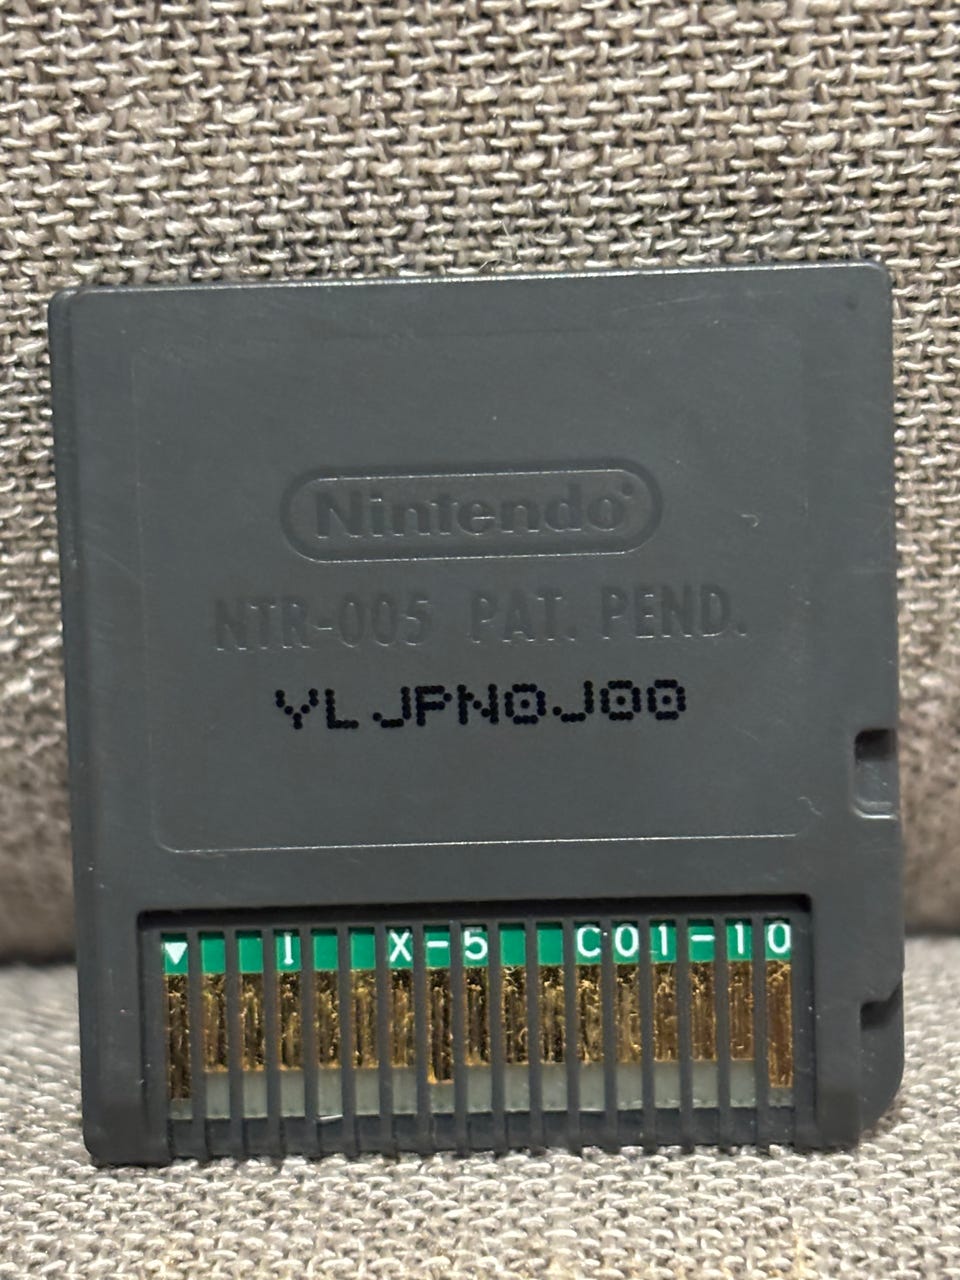 Nintendo®
NTR-005 PAT. PEND.
YLJPN0J00
▼ I X-5 C01-10